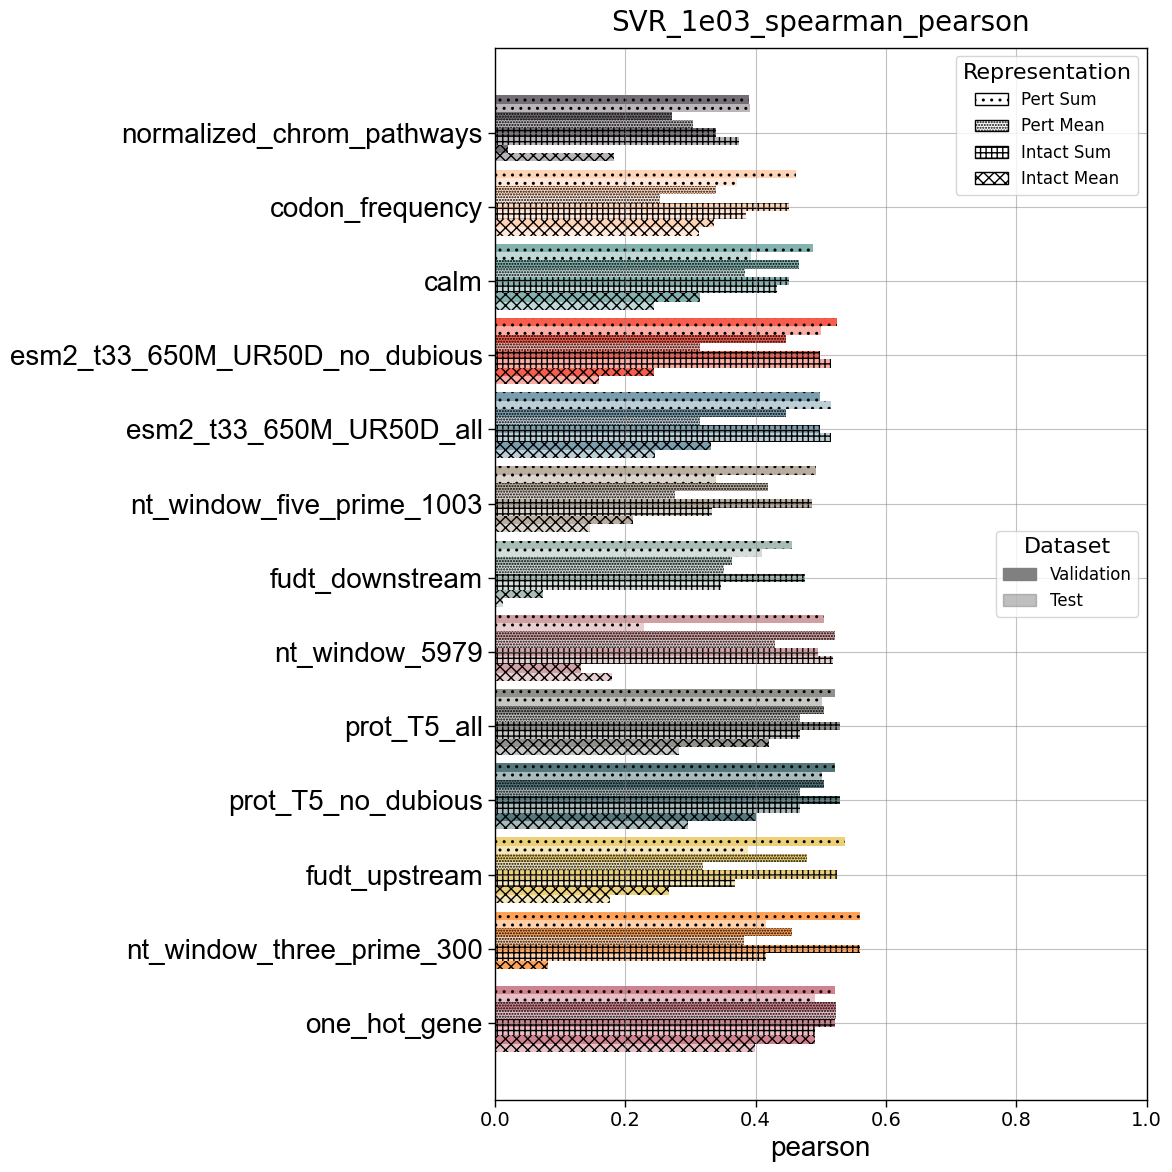 SVR_1e03_spearman_pearson
Representation
Pert Sum
Pert Mean
Intact Sum
Intact Mean
normalized_chrom_pathways
codon_frequency
calm
esm2_t33_650M_UR50D_no_dubious
esm2_t33_650M_UR50D_all
nt_window_five_prime_1003
fudt_downstream
nt_window_5979
prot_T5_all
prot_T5_no_dubious
fudt_upstream
nt_window_three_prime_300
one_hot_gene
Dataset
Validation
Test
0.0 0.2 0.4 0.6 0.8 1.0
pearson